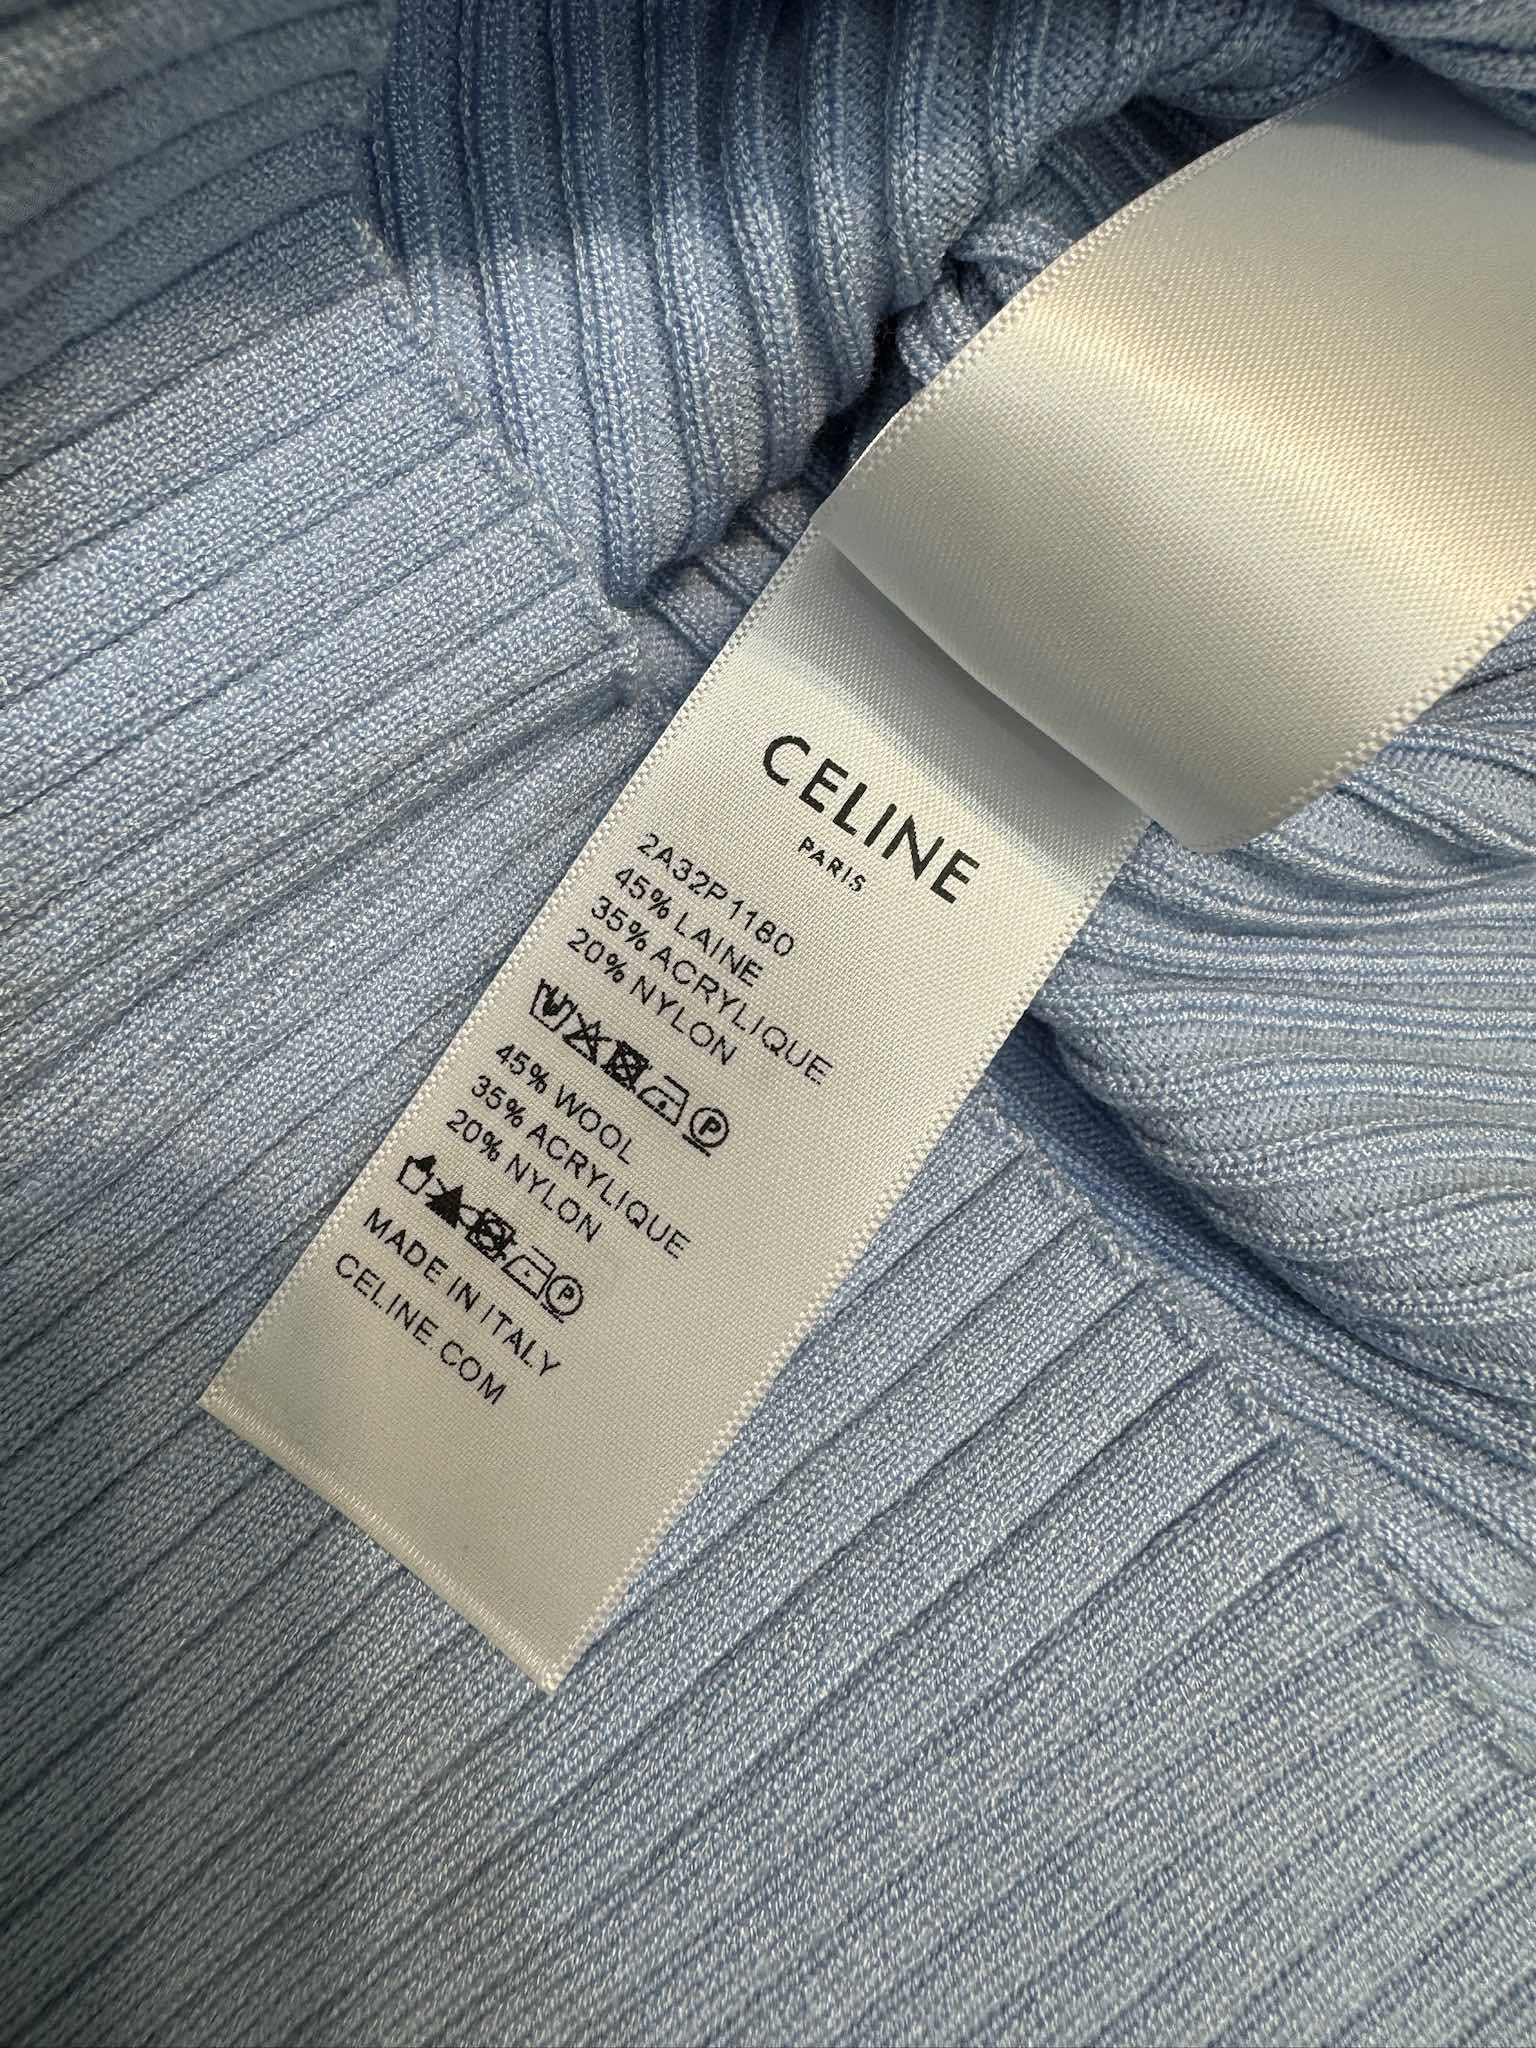 CELINE
PARIS
2A32P1180
45% LAINE
35% ACRYLIQUE
20% NYLON
P
45% WOOL
35% ACRYLIQUE
20% NYLON
P
MADE IN ITALY
CELINE.COM